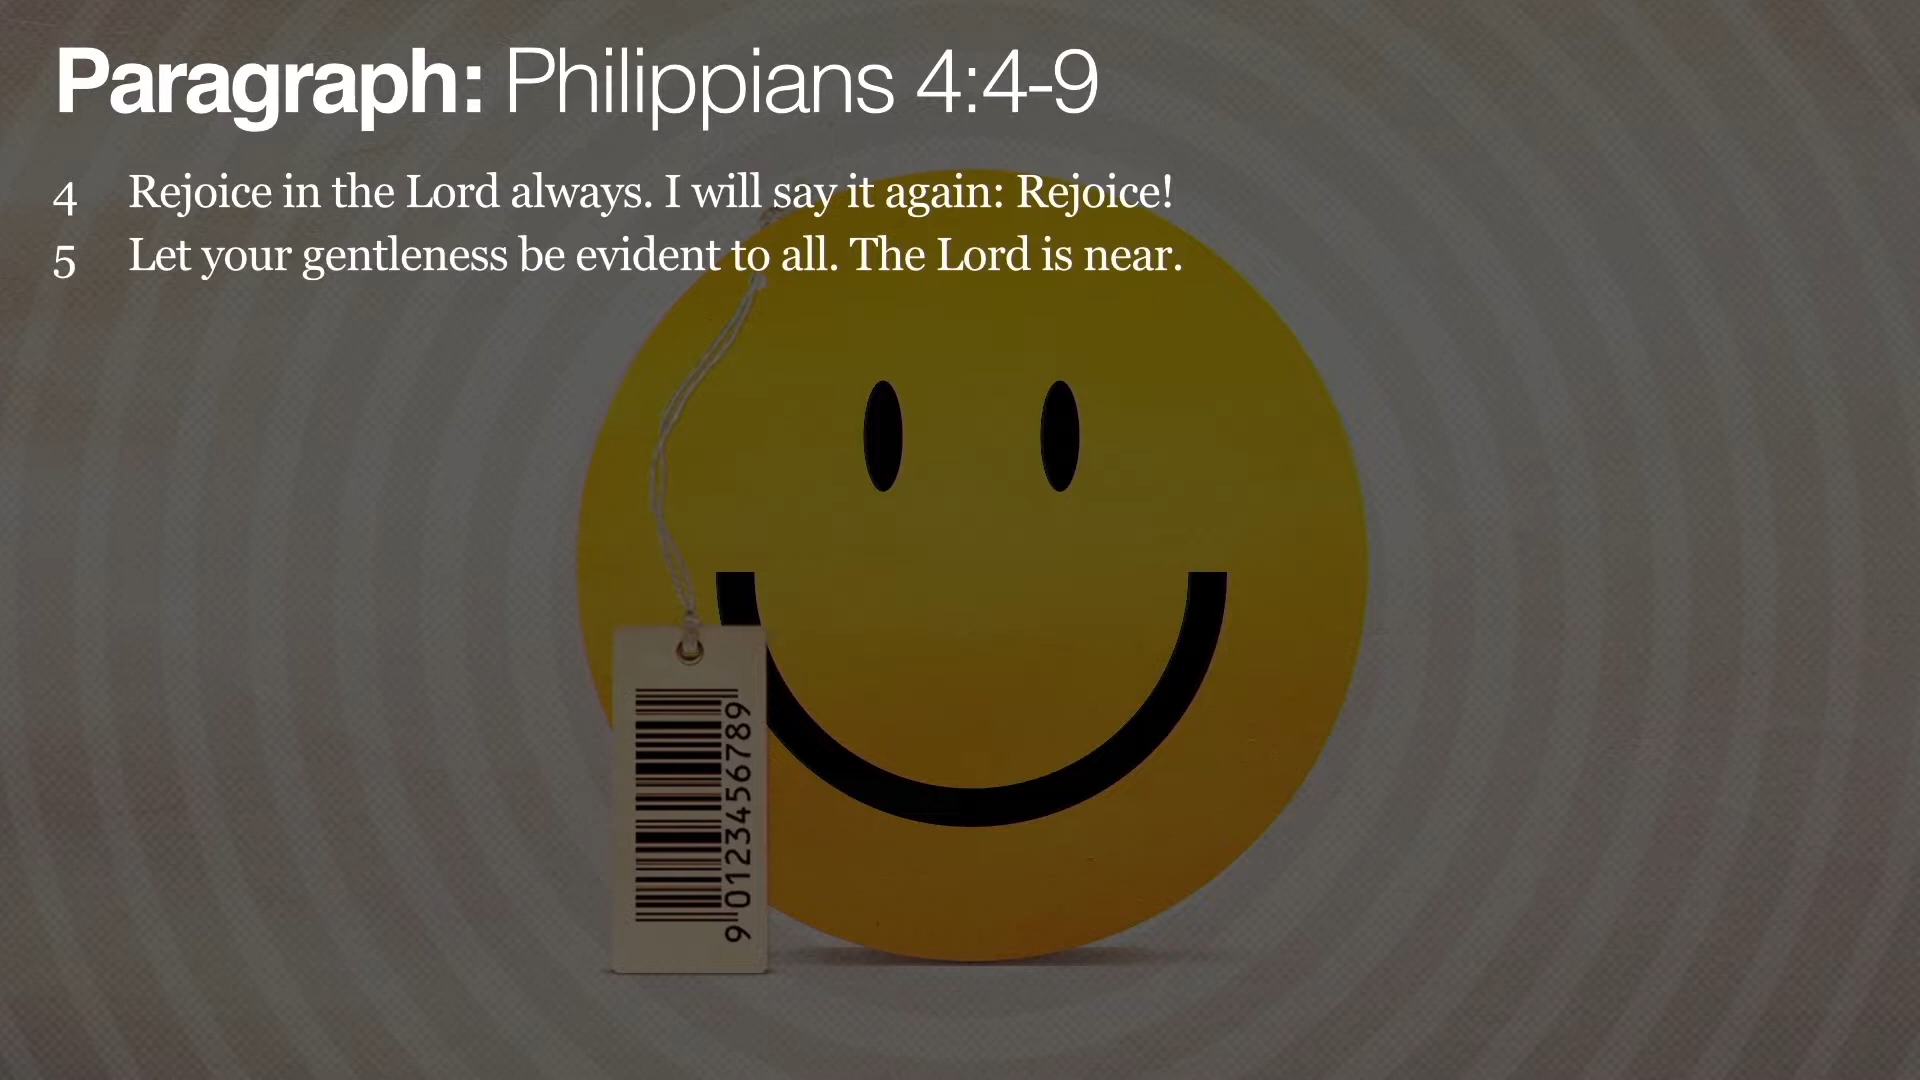 Paragraph: Philippians 4:4-9
4 Rejoice in the Lord always. I will say it again: Rejoice!
5 Let your gentleness be evident to all. The Lord is near.
9 0123456789